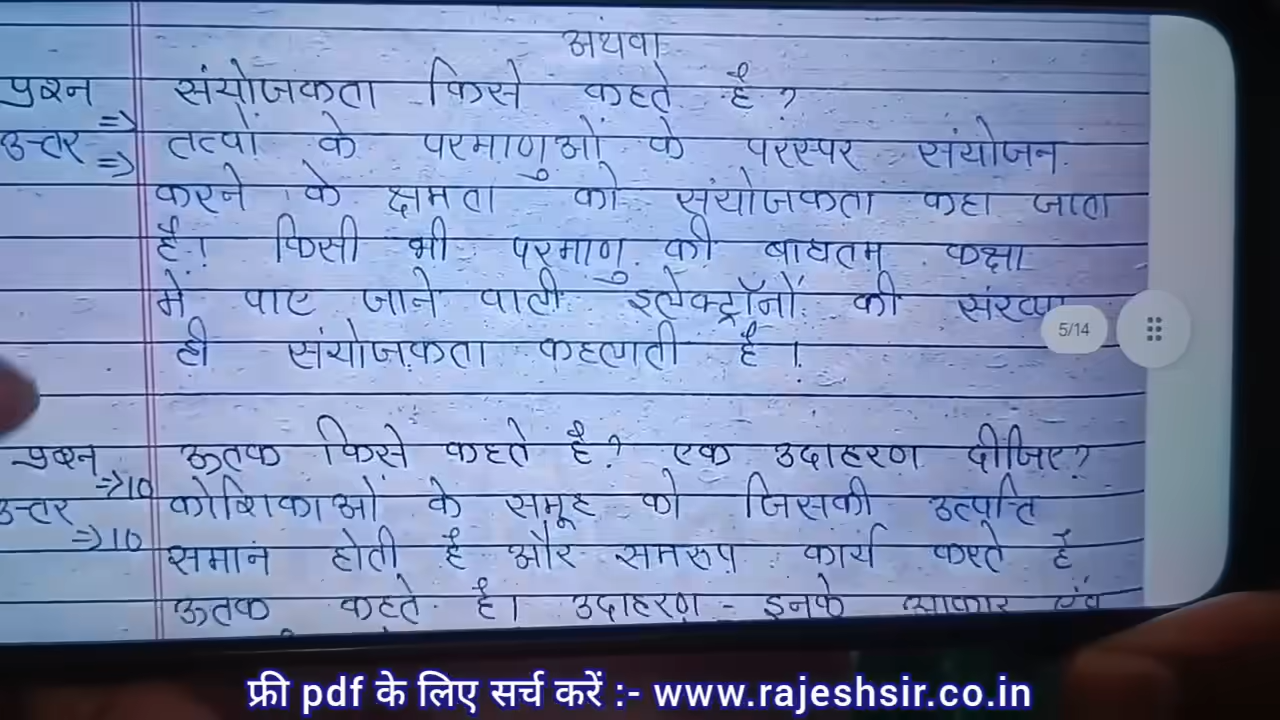 अथवा
प्रश्न ⇒ संयोजकता किसे कहते है ?
उत्तर ⇒ तत्वों के परमाणुओं के परस्पर संयोजन
करने के क्षमता को संयोजकता कहा जाता
है। किसी भी परमाणु की बाह्यतम कक्षा
में पाए जाने वाली इलेक्ट्रॉनों की संख्या
ही संयोजकता कहलाती है ।
5/14
प्रश्न ⇒10 ऊतक किसे कहते है? एक उदाहरण दीजिए?
उत्तर ⇒10 कोशिकाओं के समूह को जिसकी उत्पत्ति
समान होती है और समरूप कार्य करते है
ऊतक कहते है। उदाहरण - इनके आकार एवं
फ्री pdf के लिए सर्च करें :- www.rajeshsir.co.in